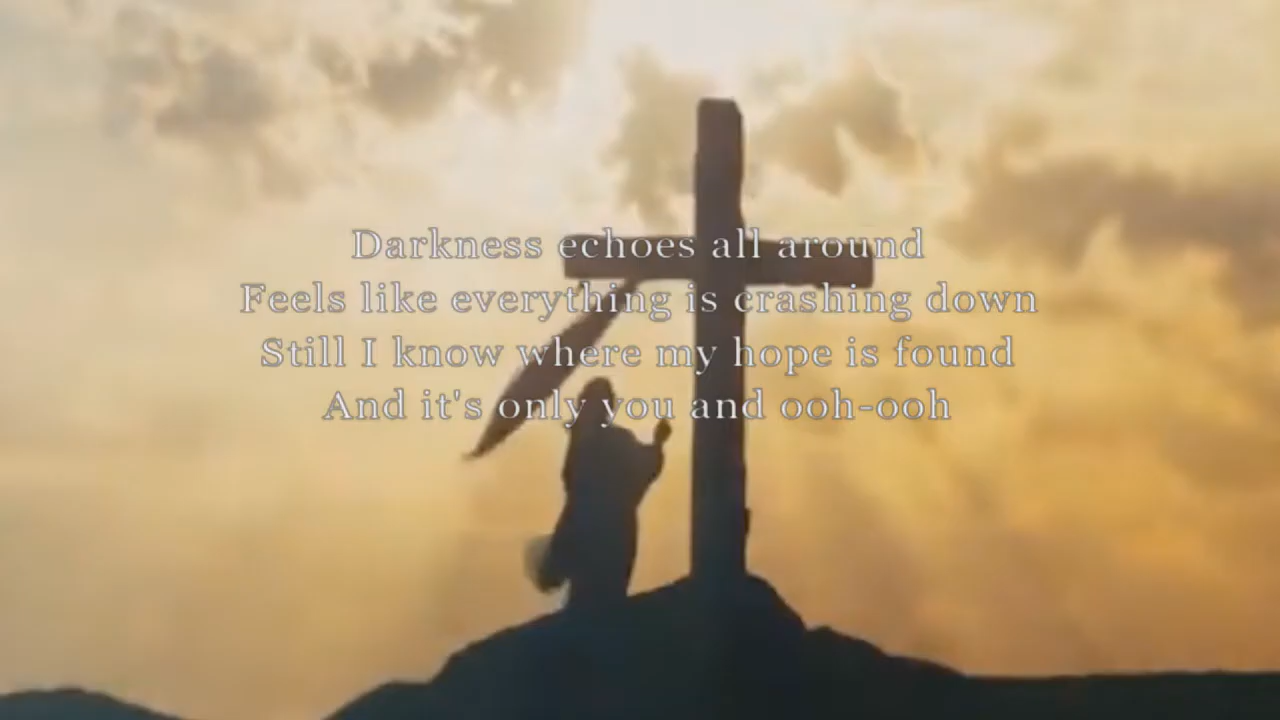 Darkness echoes all around
Feels like everything is crashing down
Still I know where my hope is found
And it's only you and ooh-ooh